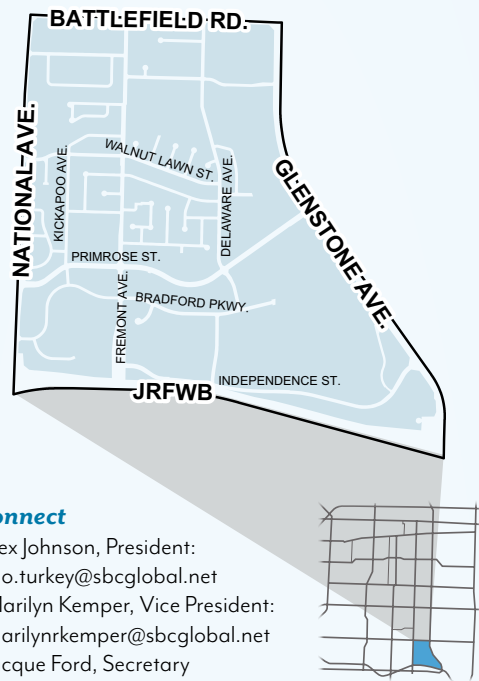 BATTLEFIELD RD.
NATIONAL AVE.
KICKAPOO AVE.
WALNUT LAWN ST.
DELAWARE AVE.
GLENSTONE AVE.
PRIMROSE ST.
FREMONT AVE.
BRADFORD PKWY.
INDEPENDENCE ST.
JRFWB
onnect
ex Johnson, President:
o.turkey@sbcglobal.net
arilyn Kemper, Vice President:
arilynrkemper@sbcglobal.net
cque Ford, Secretary